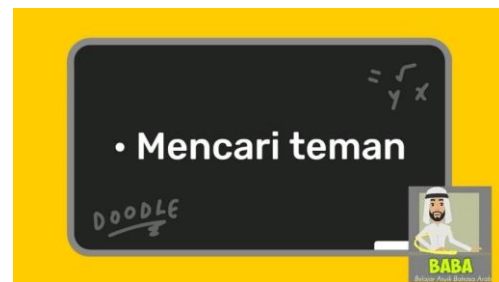 = √
y x
• Mencari teman
DOODLE
BABA
Belajar Asyik Bahasa Arab